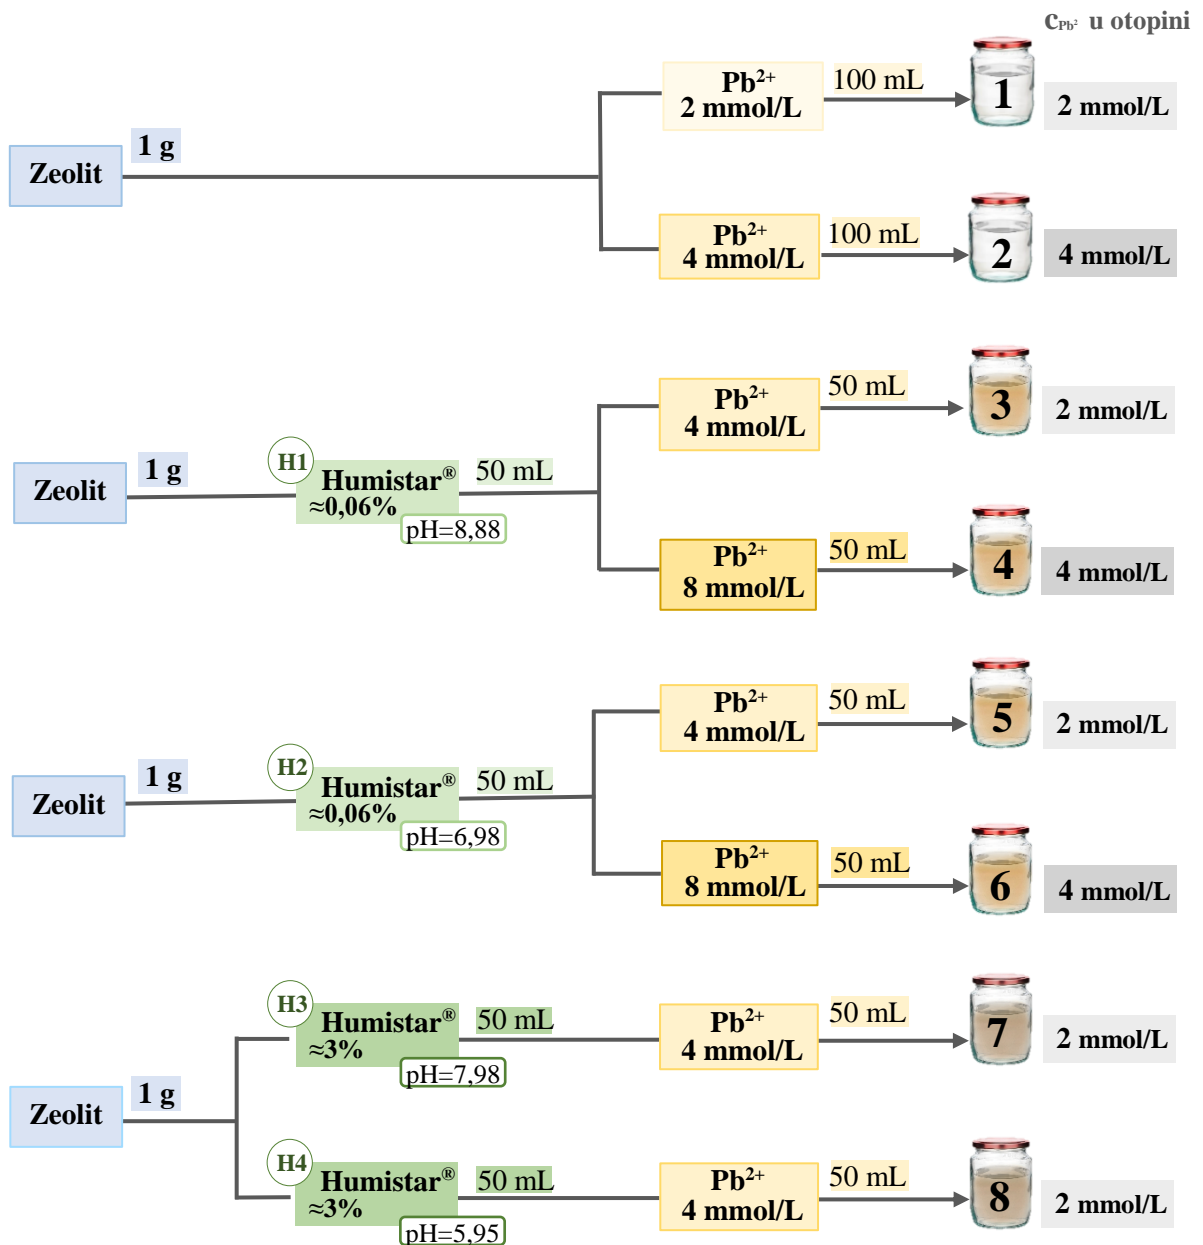 cPb² u otopini
Pb²⁺
2 mmol/L
100 mL
1
2 mmol/L
1 g
Zeolit
Pb²⁺
4 mmol/L
100 mL
2
4 mmol/L
Pb²⁺
4 mmol/L
50 mL
3
2 mmol/L
1 g
Zeolit
H1
Humistar®
≈0,06%
pH=8,88
50 mL
Pb²⁺
8 mmol/L
50 mL
4
4 mmol/L
Pb²⁺
4 mmol/L
50 mL
5
2 mmol/L
1 g
Zeolit
H2
Humistar®
≈0,06%
pH=6,98
50 mL
Pb²⁺
8 mmol/L
50 mL
6
4 mmol/L
H3
Humistar®
≈3%
pH=7,98
50 mL
Pb²⁺
4 mmol/L
50 mL
7
2 mmol/L
1 g
Zeolit
H4
Humistar®
≈3%
pH=5,95
50 mL
Pb²⁺
4 mmol/L
50 mL
8
2 mmol/L